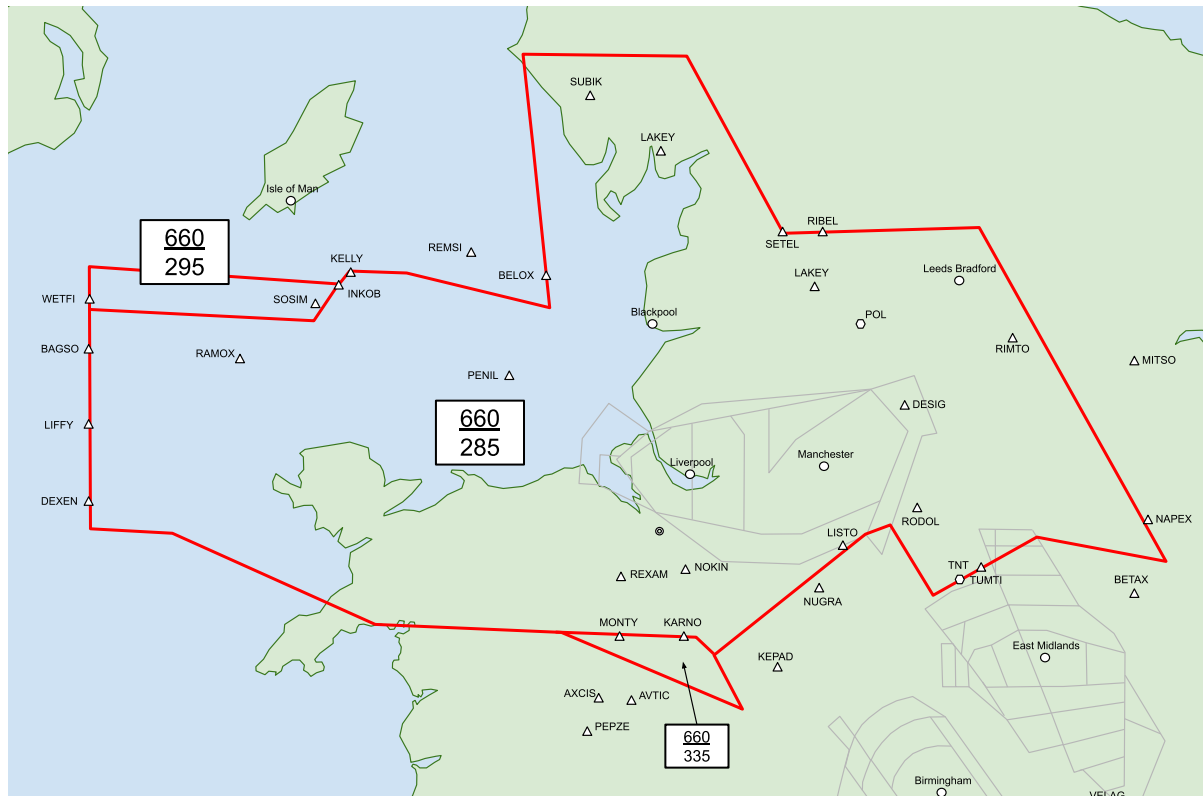 SUBIK
LAKEY
Isle of Man
RIBEL
SETEL
660
295
REMSI
KELLY
BELOX
INKOB
Leeds Bradford
LAKEY
WETFI
SOSIM
Blackpool
POL
BAGSO
RAMOX
RIMTO
MITSO
PENIL
660
285
DESIG
LIFFY
Manchester
Liverpool
DEXEN
RODOL
NAPEX
LISTO
TNT
TUMTI
REXAM
NOKIN
NUGRA
BETAX
MONTY
KARNO
East Midlands
KEPAD
AXCIS
AVTIC
PEPZE
660
335
Birmingham
VELAG